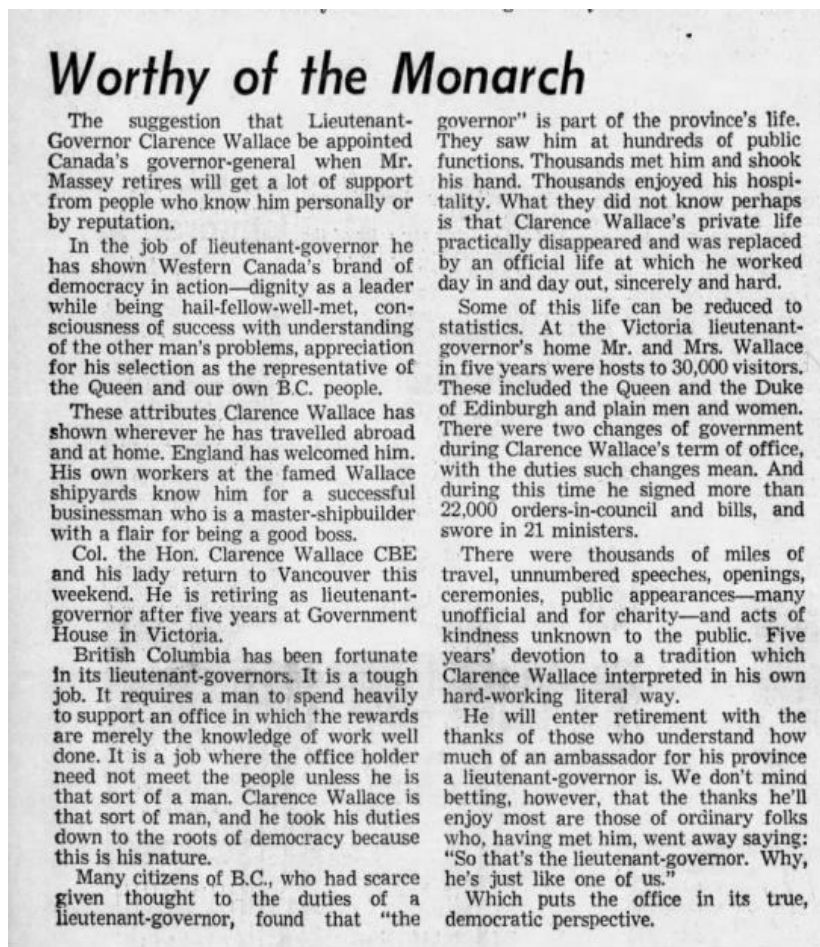 Worthy of the Monarch
The suggestion that Lieutenant-
Governor Clarence Wallace be appointed
Canada's governor-general when Mr.
Massey retires will get a lot of support
from people who know him personally or
by reputation.
In the job of lieutenant-governor he
has shown Western Canada's brand of
democracy in action—dignity as a leader
while being hail-fellow-well-met, con-
sciousness of success with understanding
of the other man's problems, appreciation
for his selection as the representative of
the Queen and our own B.C. people.
These attributes Clarence Wallace has
shown wherever he has travelled abroad
and at home. England has welcomed him.
His own workers at the famed Wallace
shipyards know him for a successful
businessman who is a master-shipbuilder
with a flair for being a good boss.
Col. the Hon. Clarence Wallace CBE
and his lady return to Vancouver this
weekend. He is retiring as lieutenant-
governor after five years at Government
House in Victoria.
British Columbia has been fortunate
in its lieutenant-governors. It is a tough
job. It requires a man to spend heavily
to support an office in which the rewards
are merely the knowledge of work well
done. It is a job where the office holder
need not meet the people unless he is
that sort of a man. Clarence Wallace is
that sort of man, and he took his duties
down to the roots of democracy because
this is his nature.
Many citizens of B.C., who had scarce
given thought to the duties of a
lieutenant-governor, found that "the
governor" is part of the province's life.
They saw him at hundreds of public
functions. Thousands met him and shook
his hand. Thousands enjoyed his hospi-
tality. What they did not know perhaps
is that Clarence Wallace's private life
practically disappeared and was replaced
by an official life at which he worked
day in and day out, sincerely and hard.
Some of this life can be reduced to
statistics. At the Victoria lieutenant-
governor's home Mr. and Mrs. Wallace
in five years were hosts to 30,000 visitors.
These included the Queen and the Duke
of Edinburgh and plain men and women.
There were two changes of government
during Clarence Wallace's term of office,
with the duties such changes mean. And
during this time he signed more than
22,000 orders-in-council and bills, and
swore in 21 ministers.
There were thousands of miles of
travel, unnumbered speeches, openings,
ceremonies, public appearances—many
unofficial and for charity—and acts of
kindness unknown to the public. Five
years' devotion to a tradition which
Clarence Wallace interpreted in his own
hard-working literal way.
He will enter retirement with the
thanks of those who understand how
much of an ambassador for his province
a lieutenant-governor is. We don't mind
betting, however, that the thanks he'll
enjoy most are those of ordinary folks
who, having met him, went away saying:
"So that's the lieutenant-governor. Why,
he's just like one of us."
Which puts the office in its true,
democratic perspective.